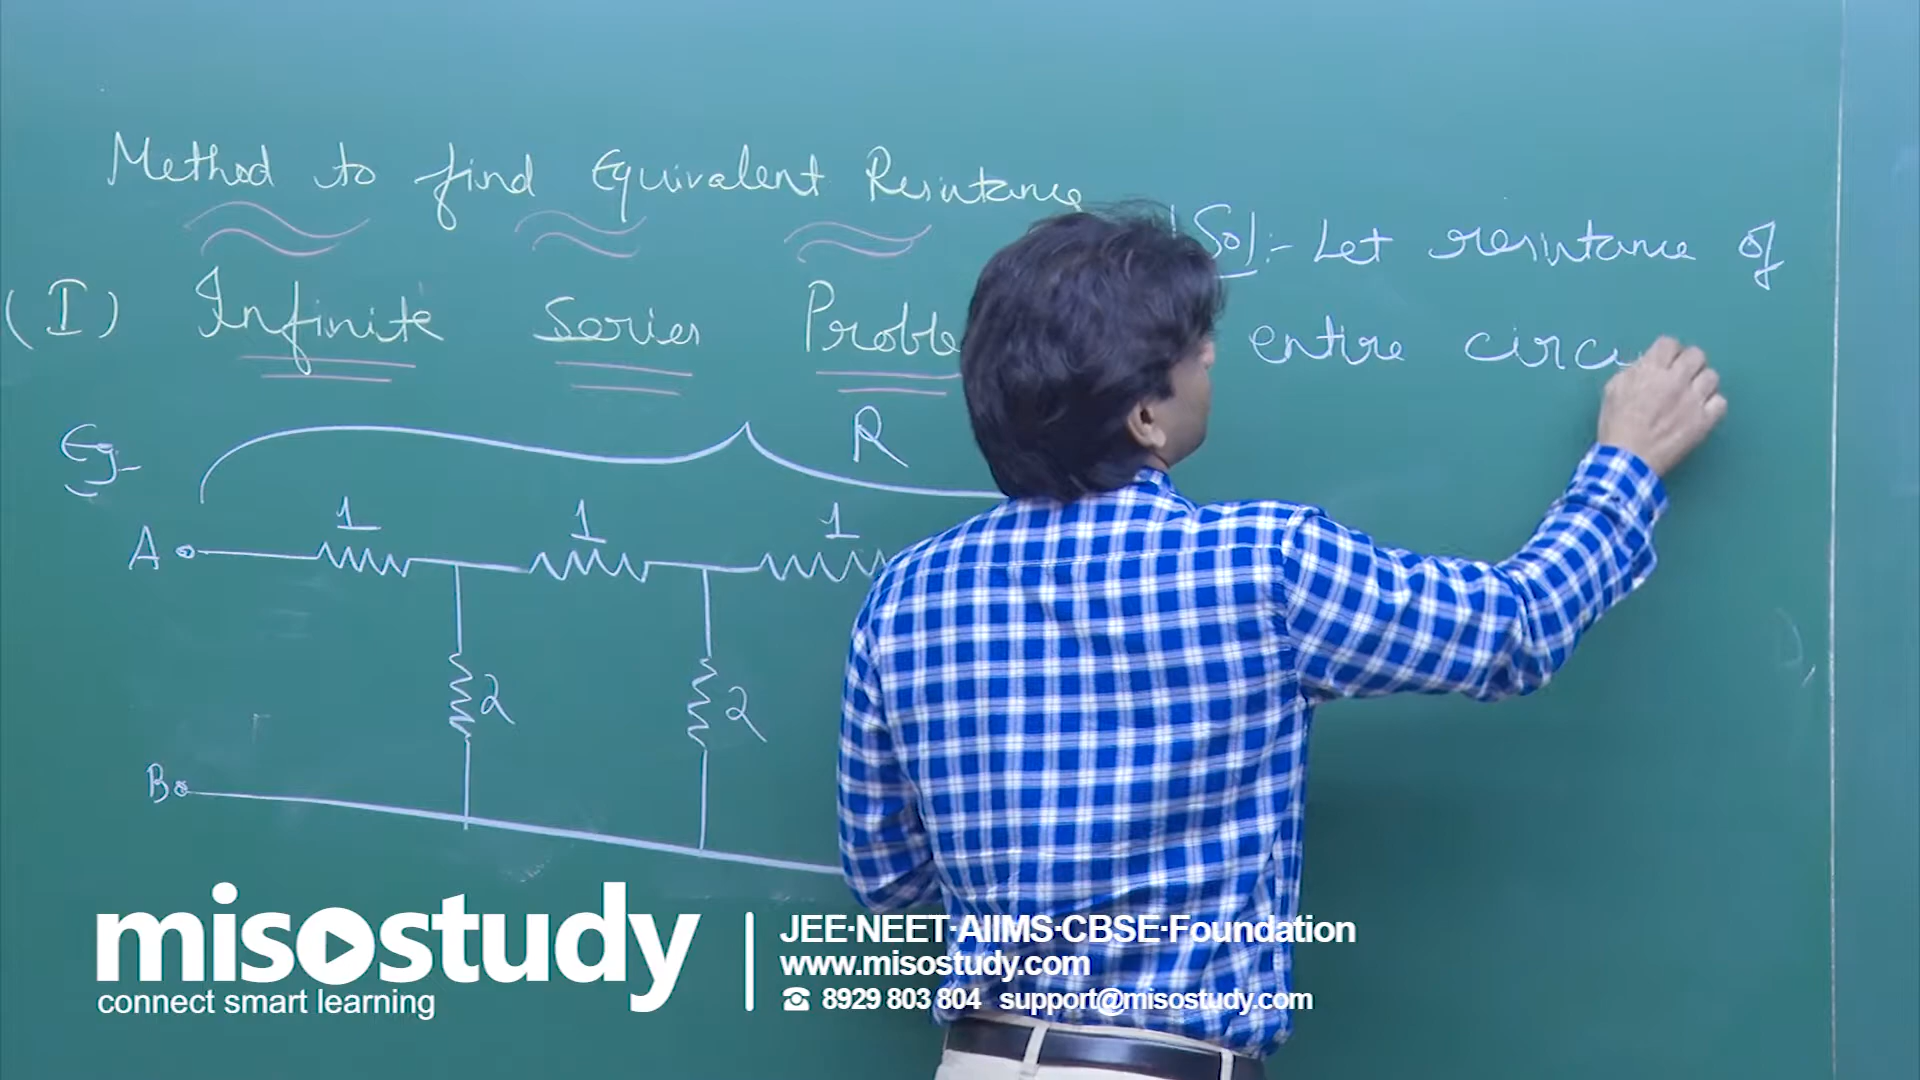 Method to find Equivalent Resistance
(I) Infinite Series Proble
Eg-
R
1 1 1
A
2 2
B
Sol:- Let resistance of
entire circu
misostudy
connect smart learning
JEE·NEET·AIIMS·CBSE·Foundation
www.misostudy.com
8929 803 804 support@misostudy.com